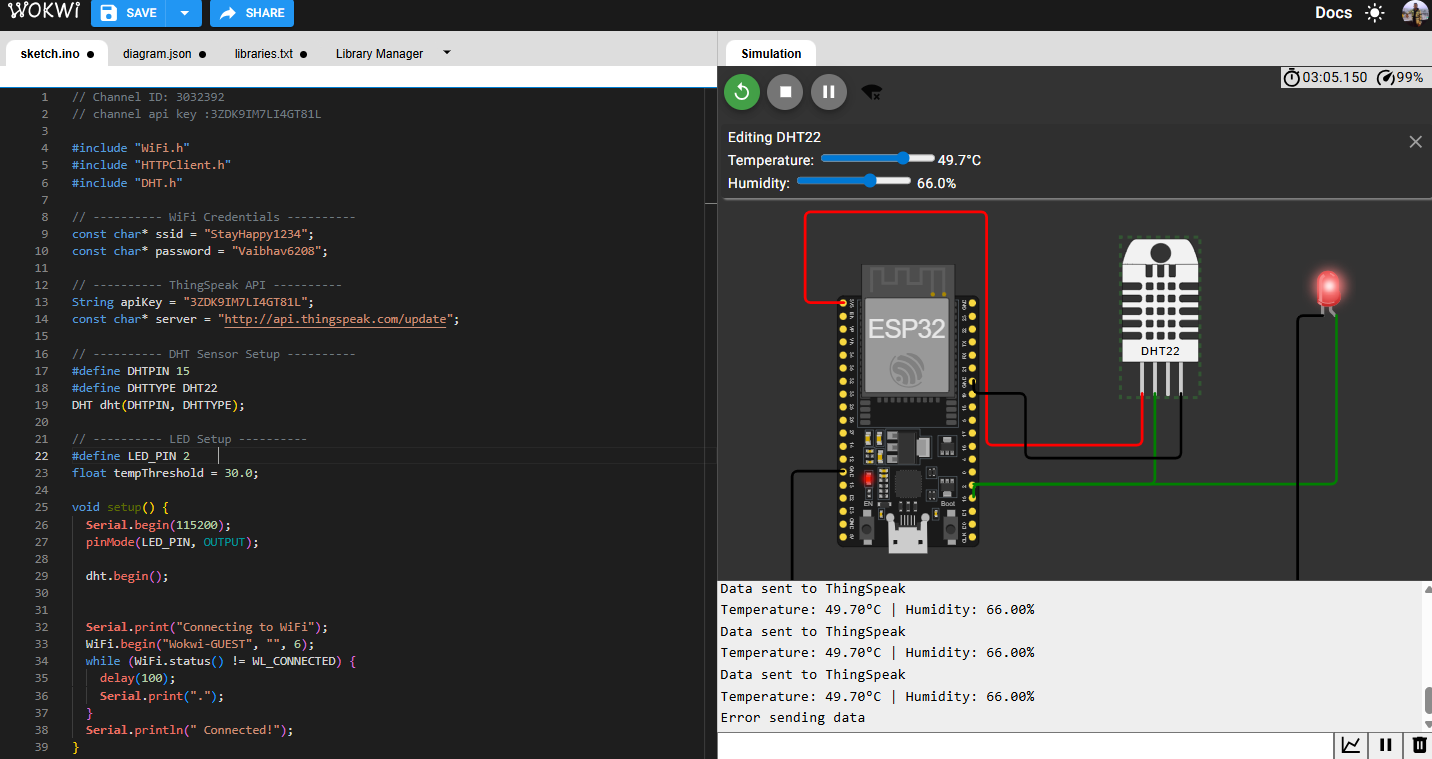 WOKWI
SAVE
SHARE
Docs
sketch.ino
diagram.json
libraries.txt
Library Manager
Simulation
1 // Channel ID: 3032392
2 // channel api key :3ZDK9IM7LI4GT81L
3
4 #include "WiFi.h"
5 #include "HTTPClient.h"
6 #include "DHT.h"
7
8 // ---------- WiFi Credentials ----------
9 const char* ssid = "StayHappy1234";
10 const char* password = "Vaibhav6208";
11
12 // ---------- ThingSpeak API ----------
13 String apiKey = "3ZDK9IM7LI4GT81L";
14 const char* server = "http://api.thingspeak.com/update";
15
16 // ---------- DHT Sensor Setup ----------
17 #define DHTPIN 15
18 #define DHTTYPE DHT22
19 DHT dht(DHTPIN, DHTTYPE);
20
21 // ---------- LED Setup ----------
22 #define LED_PIN 2
23 float tempThreshold = 30.0;
24
25 void setup() {
26 Serial.begin(115200);
27 pinMode(LED_PIN, OUTPUT);
28
29 dht.begin();
30
31
32 Serial.print("Connecting to WiFi");
33 WiFi.begin("Wokwi-GUEST", "", 6);
34 while (WiFi.status() != WL_CONNECTED) {
35 delay(100);
36 Serial.print(".");
37 }
38 Serial.println(" Connected!");
39 }
03:05.150
99%
Editing DHT22
Temperature: 49.7°C
Humidity: 66.0%
ESP32
EN
Boot
DHT22
Data sent to ThingSpeak
Temperature: 49.70°C | Humidity: 66.00%
Data sent to ThingSpeak
Temperature: 49.70°C | Humidity: 66.00%
Data sent to ThingSpeak
Temperature: 49.70°C | Humidity: 66.00%
Error sending data